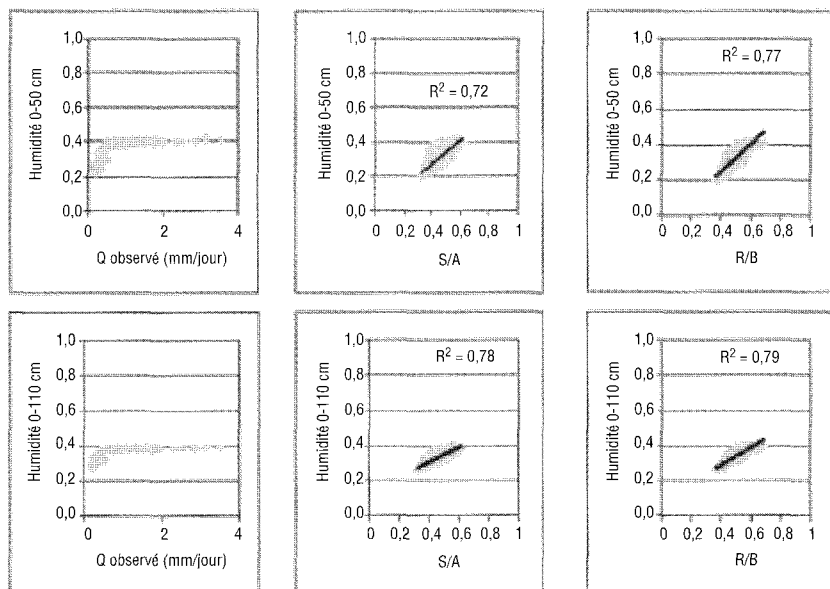 1,0
0,8
0,6
0,4
0,2
0,0
Humidité 0-50 cm
0 2 4
Q observé (mm/jour)
R² = 0,72
1,0
0,8
0,6
0,4
0,2
0,0
Humidité 0-50 cm
0 0,2 0,4 0,6 0,8 1
S/A
R² = 0,77
1,0
0,8
0,6
0,4
0,2
0,0
Humidité 0-50 cm
0 0,2 0,4 0,6 0,8 1
R/B
1,0
0,8
0,6
0,4
0,2
0,0
Humidité 0-110 cm
0 2 4
Q observé (mm/jour)
R² = 0,78
1,0
0,8
0,6
0,4
0,2
0,0
Humidité 0-110 cm
0 0,2 0,4 0,6 0,8 1
S/A
R² = 0,79
1,0
0,8
0,6
0,4
0,2
0,0
Humidité 0-110 cm
0 0,2 0,4 0,6 0,8 1
R/B